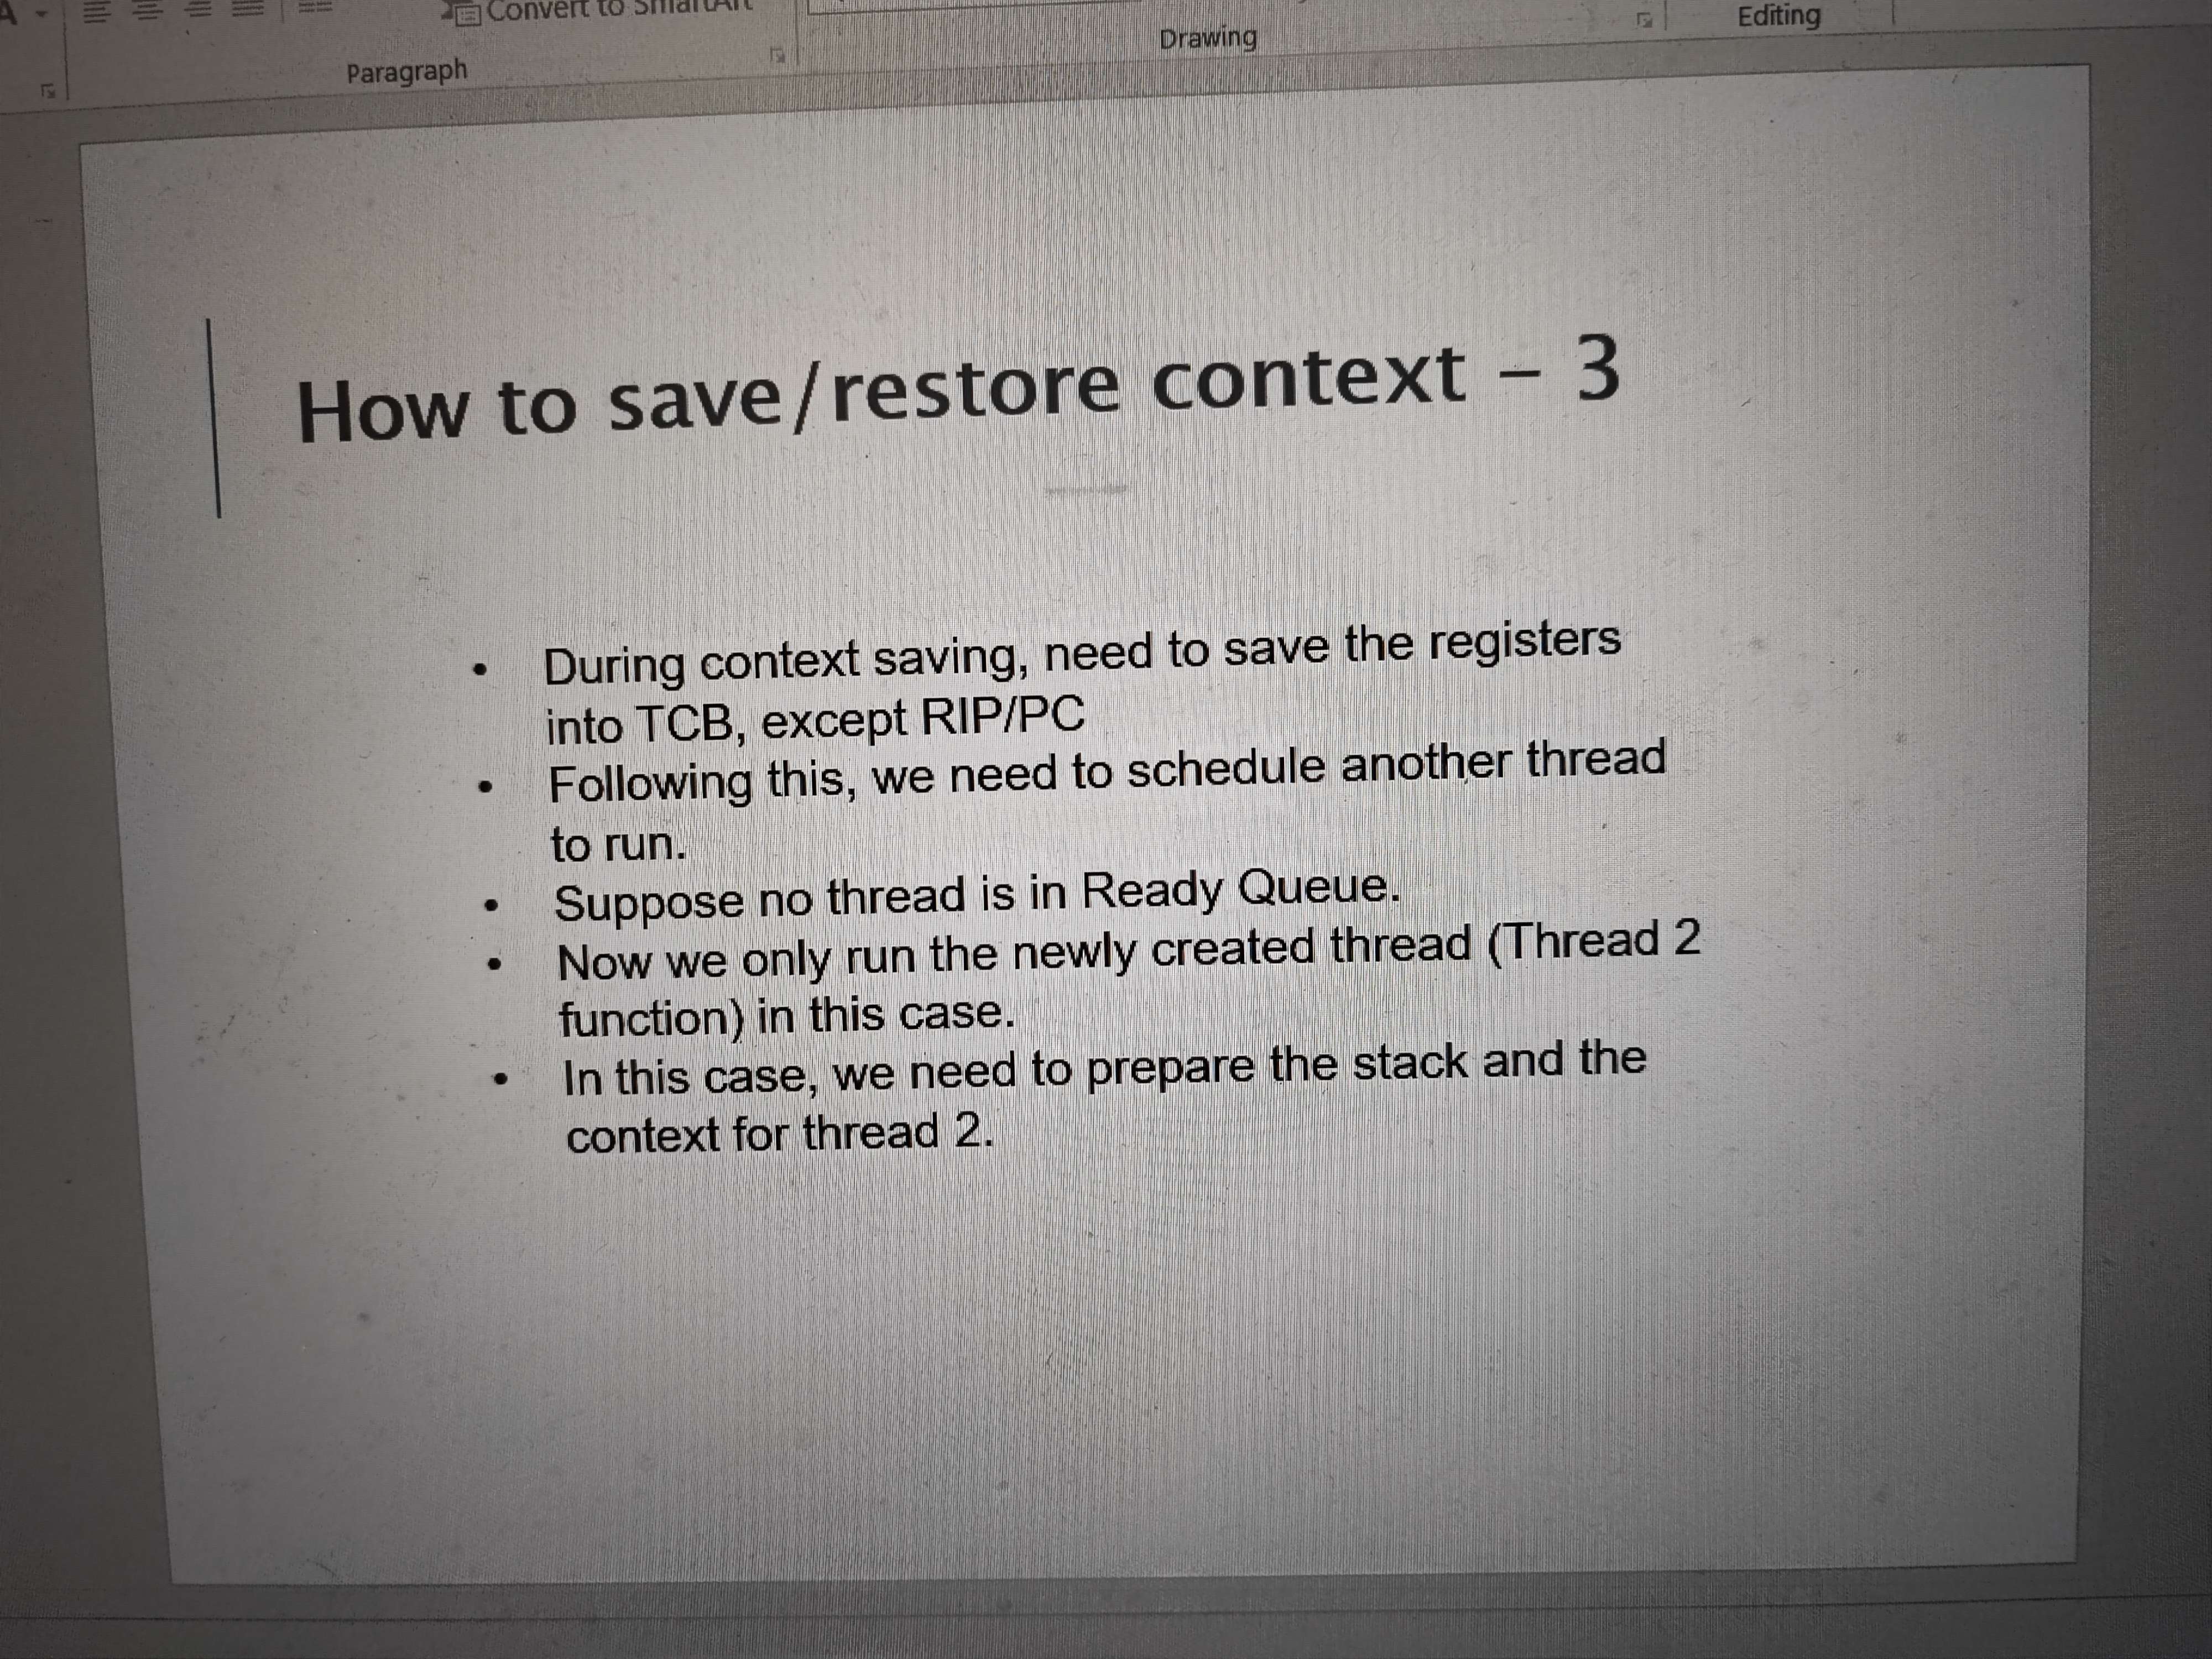 Convert to SmartArt
Paragraph
Drawing
Editing
How to save/restore context – 3
• During context saving, need to save the registers
into TCB, except RIP/PC
• Following this, we need to schedule another thread
to run.
• Suppose no thread is in Ready Queue.
• Now we only run the newly created thread (Thread 2
function) in this case.
• In this case, we need to prepare the stack and the
context for thread 2.